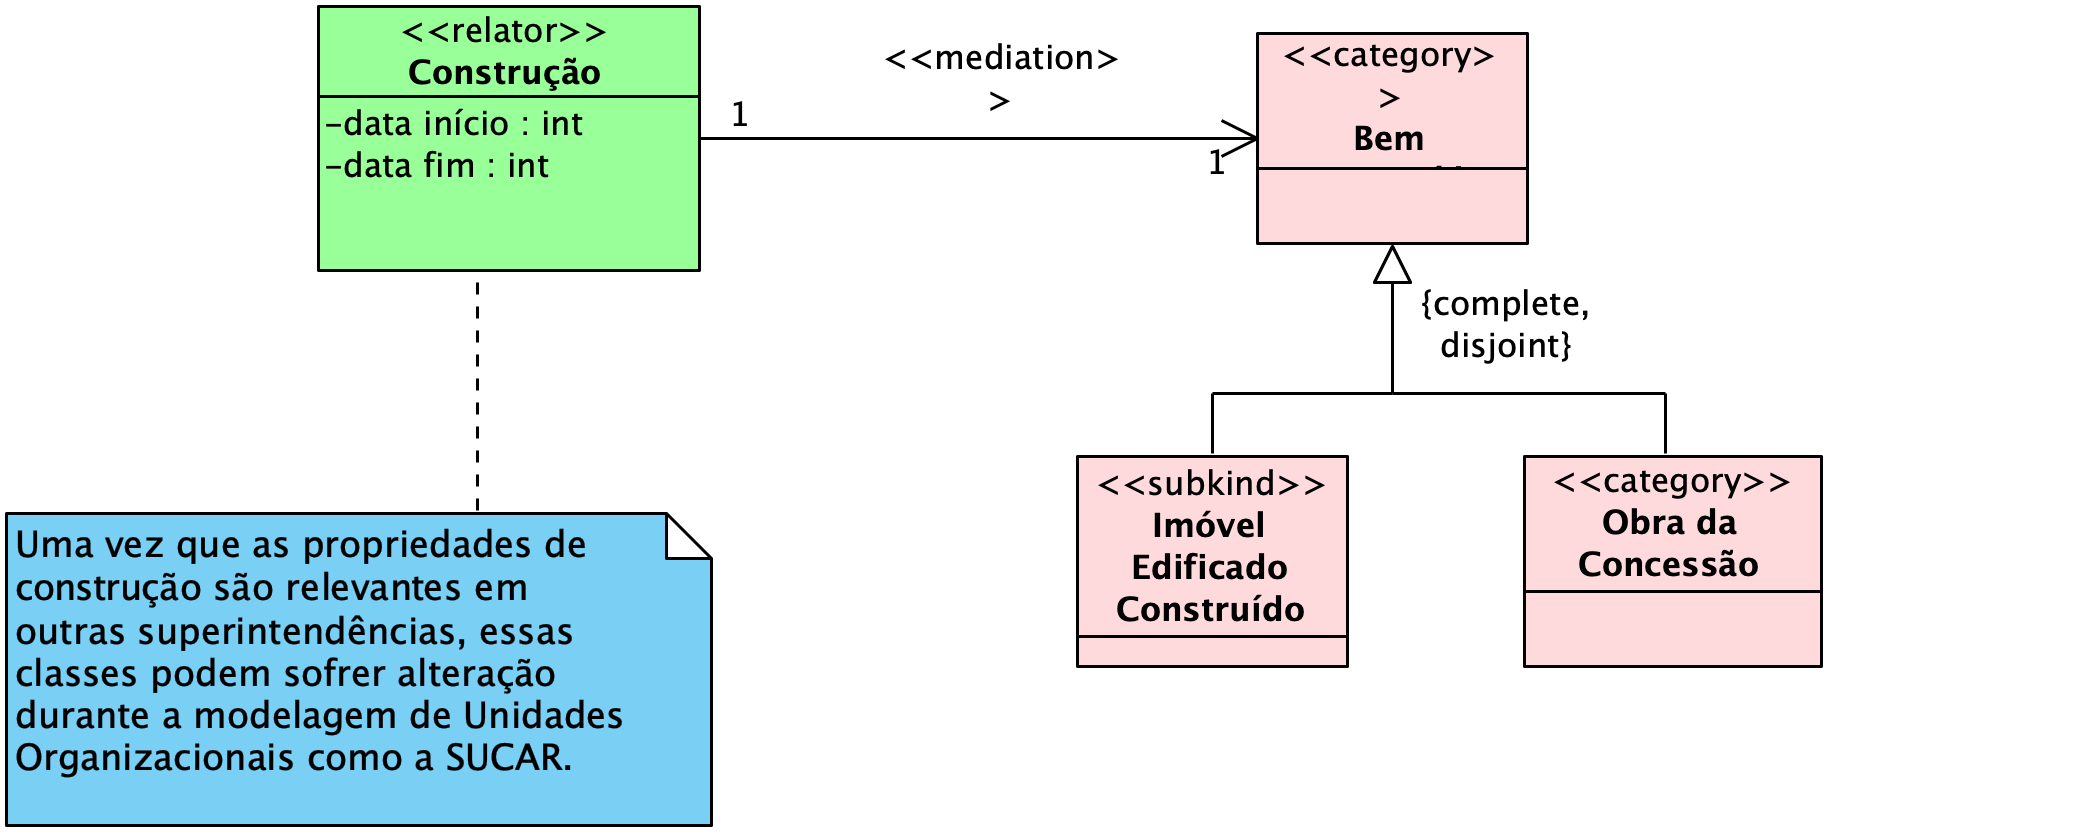 <<relator>>
Construção
-data início : int
-data fim : int
<<mediation>
>
1
1
<<category>
>
Bem
{complete,
disjoint}
<<subkind>>
Imóvel
Edificado
Construído
<<category>>
Obra da
Concessão
Uma vez que as propriedades de
construção são relevantes em
outras superintendências, essas
classes podem sofrer alteração
durante a modelagem de Unidades
Organizacionais como a SUCAR.